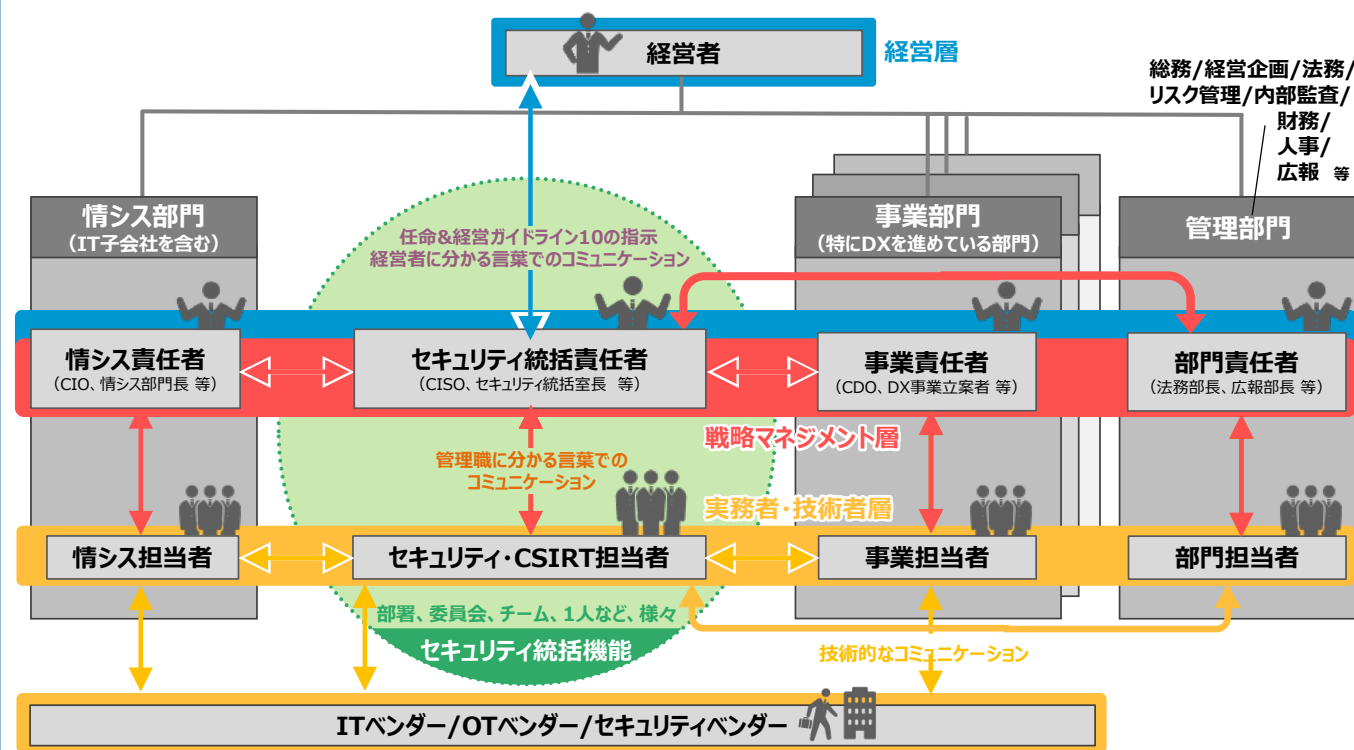 経営者
経営層
総務/経営企画/法務/
リスク管理/内部監査/
財務/
人事/
広報 等
情シス部門
（IT子会社を含む）
任命&経営ガイドライン10の指示
経営者に分かる言葉でのコミュニケーション
事業部門
（特にDXを進めている部門）
管理部門
情シス責任者
（CIO、情シス部門長 等）
セキュリティ統括責任者
（CISO、セキュリティ統括室長 等）
事業責任者
（CDO、DX事業立案者 等）
部門責任者
（法務部長、広報部長 等）
戦略マネジメント層
管理職に分かる言葉での
コミュニケーション
実務者・技術者層
情シス担当者
セキュリティ・CSIRT担当者
事業担当者
部門担当者
部署、委員会、チーム、1人など、様々
セキュリティ統括機能
技術的なコミュニケーション
ITベンダー/OTベンダー/セキュリティベンダー